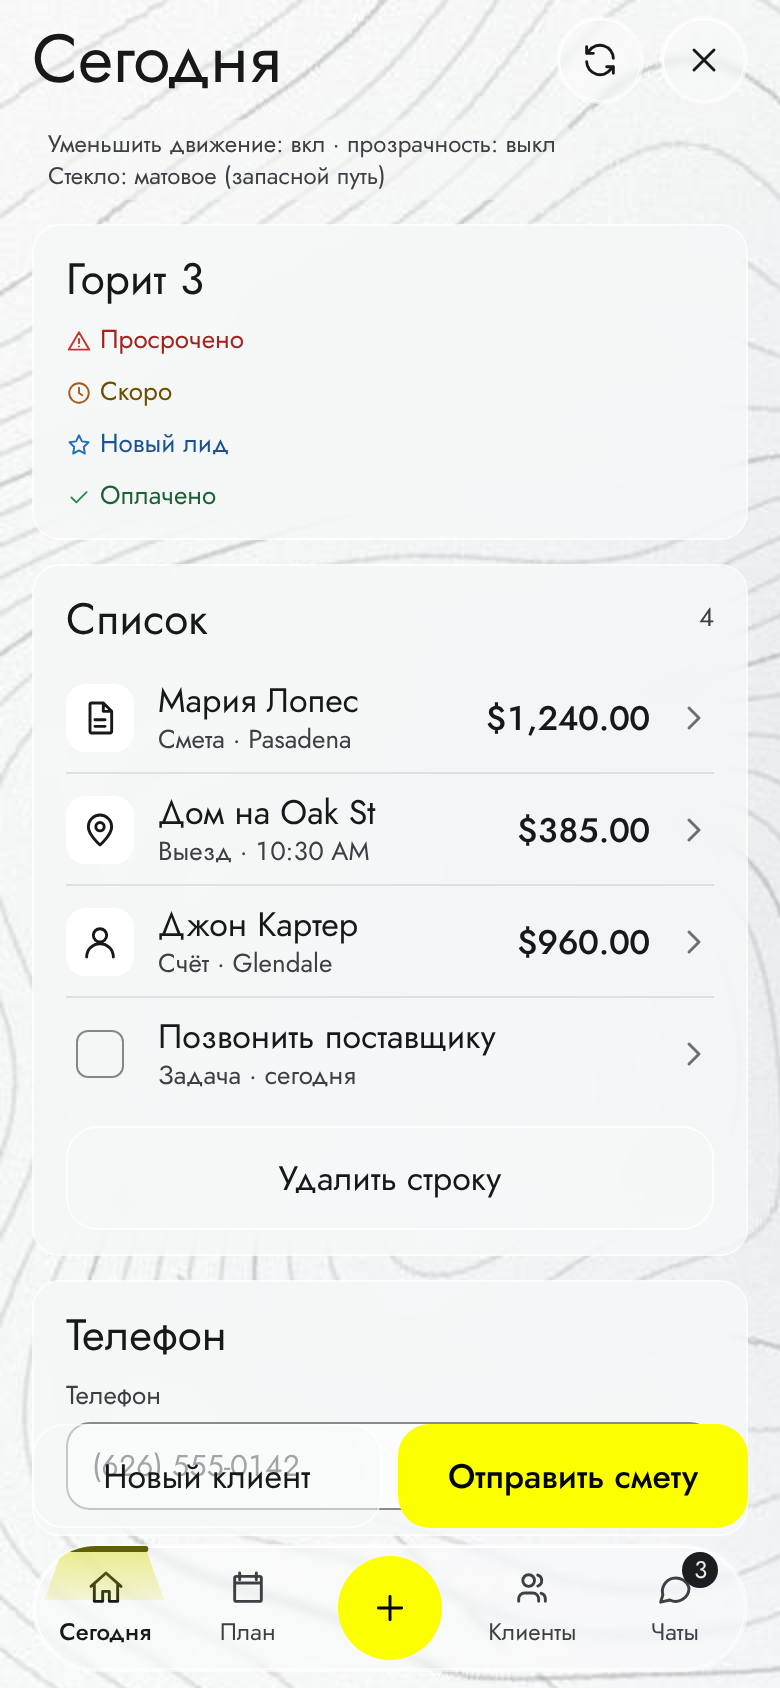 Сегодня
Уменьшить движение: вкл · прозрачность: выкл
Стекло: матовое (запасной путь)
Горит 3
Просрочено
Скоро
Новый лид
Оплачено
Список
4
Мария Лопес
$1,240.00
Смета · Pasadena
Дом на Oak St
$385.00
Выезд · 10:30 AM
Джон Картер
$960.00
Счёт · Glendale
Позвонить поставщику
Задача · сегодня
Удалить строку
Телефон
Телефон
(626) 555-0142
Новый клиент
Отправить смету
3
Сегодня
План
Клиенты
Чаты